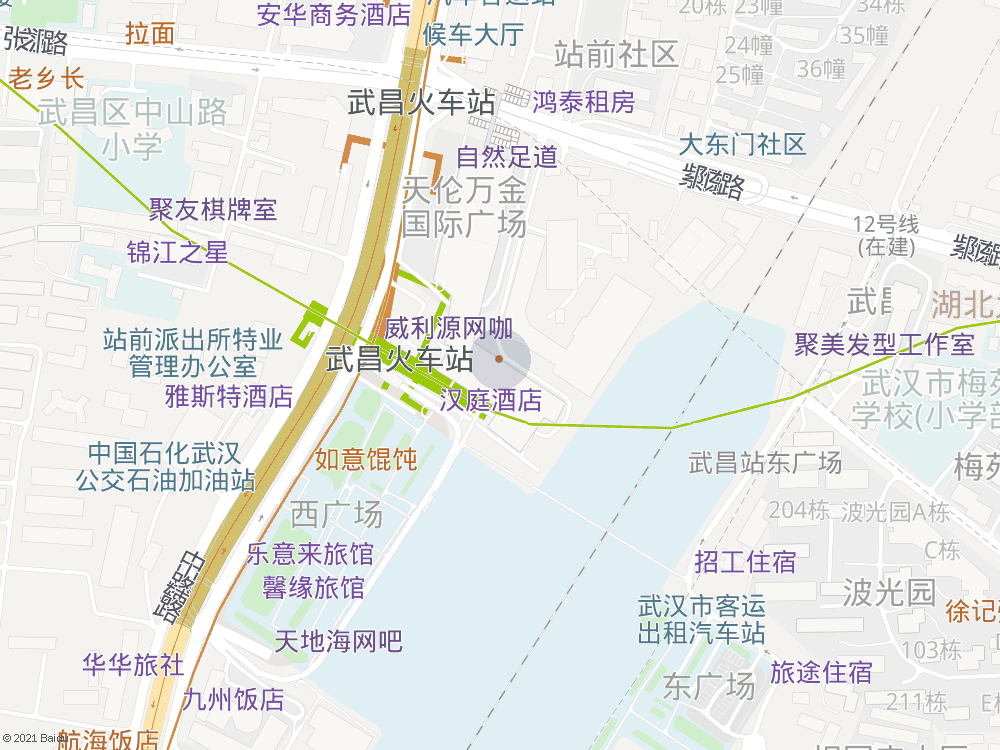 安华商务酒店
汽车客运站
20栋
23幢
34栋
张之洞路
拉面
候车大厅
站前社区
24幢
35幢
老乡长
25幢
36幢
武昌区中山路
小学
武昌火车站
鸿泰租房
自然足道
大东门社区
天伦万金
国际广场
聚友棋牌室
12号线
(在建)
锦江之星
武昌
湖北
站前派出所特业
管理办公室
威利源网咖
武昌火车站
聚美发型工作室
雅斯特酒店
汉庭酒店
武汉市梅苑
学校(小学部
中国石化武汉
公交石油加油站
如意馄饨
武昌站东广场
梅苑
西广场
204栋
波光园A栋
C栋
乐意来旅馆
馨缘旅馆
招工住宿
波光园
武汉市客运
出租汽车站
徐记
天地海网吧
103栋
华华旅社
旅途住宿
九州饭店
东广场
211栋
航海饭店
© 2021 Baidu